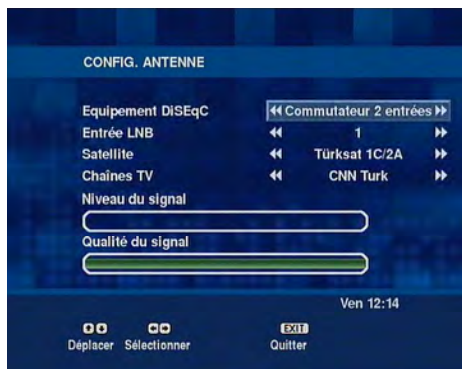 CONFIG. ANTENNE
Equipement DiSEqC Commutateur 2 entrées
Entrée LNB 1
Satellite Türksat 1C/2A
Chaînes TV CNN Turk
Niveau du signal
Qualité du signal
Ven 12:14
EXIT
Déplacer Sélectionner Quitter